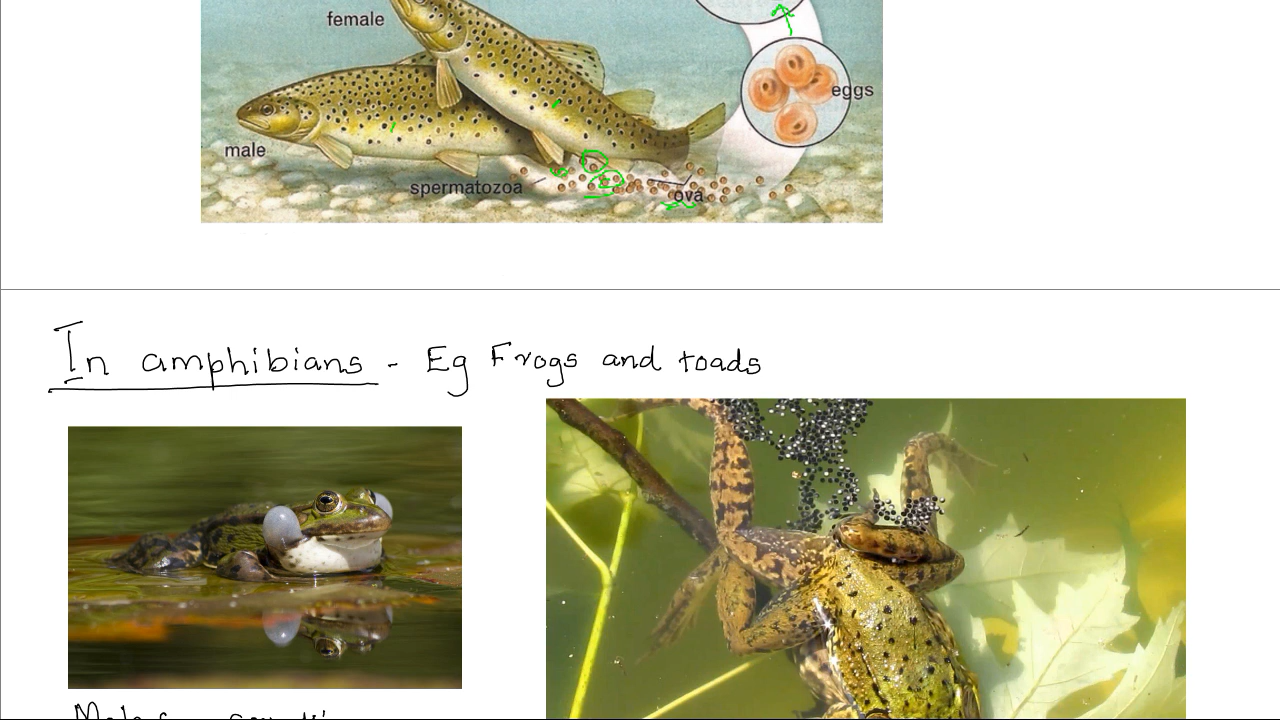 female
eggs
male
spermatozoa
ova
In amphibians - Eg Frogs and toads